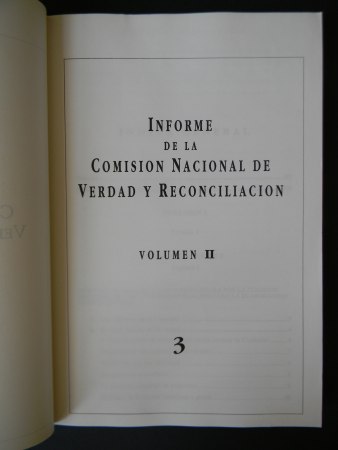 INFORME
DE LA
COMISION NACIONAL DE
VERDAD Y RECONCILIACION
VOLUMEN II
3